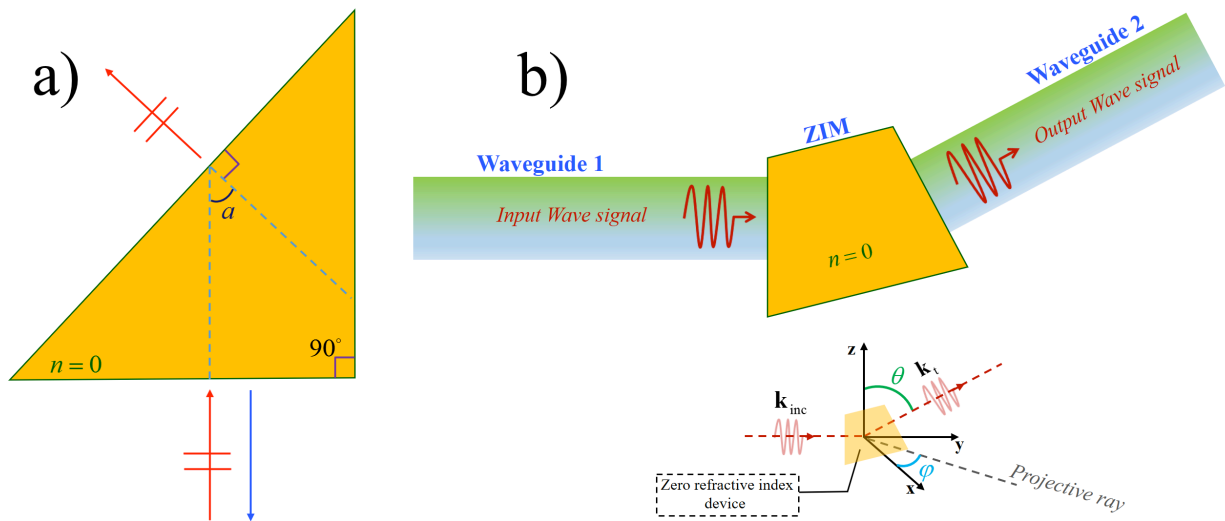 a)
a
90°
n = 0
b)
Waveguide 1
Input Wave signal
ZIM
n = 0
Waveguide 2
Output Wave signal
z
θ
k_t
k_inc
y
x
φ
Projective ray
Zero refractive index
device